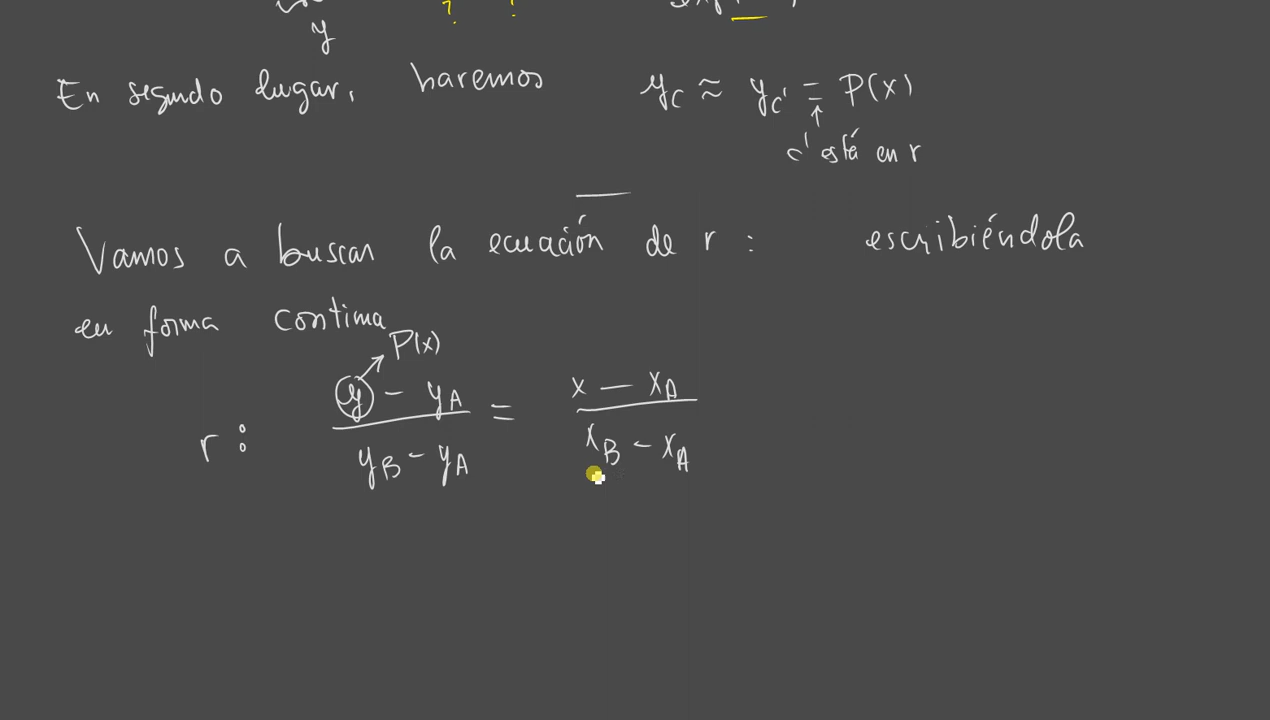 y ? ?
En segundo lugar, haremos y_C ≈ y_C' = P(x)
↑
c' está en r
Vamos a buscar la ecuación de r : escribiéndola
en forma contima
P(x)
r : (y - y_A) / (y_B - y_A) = (x - x_A) / (x_B - x_A)